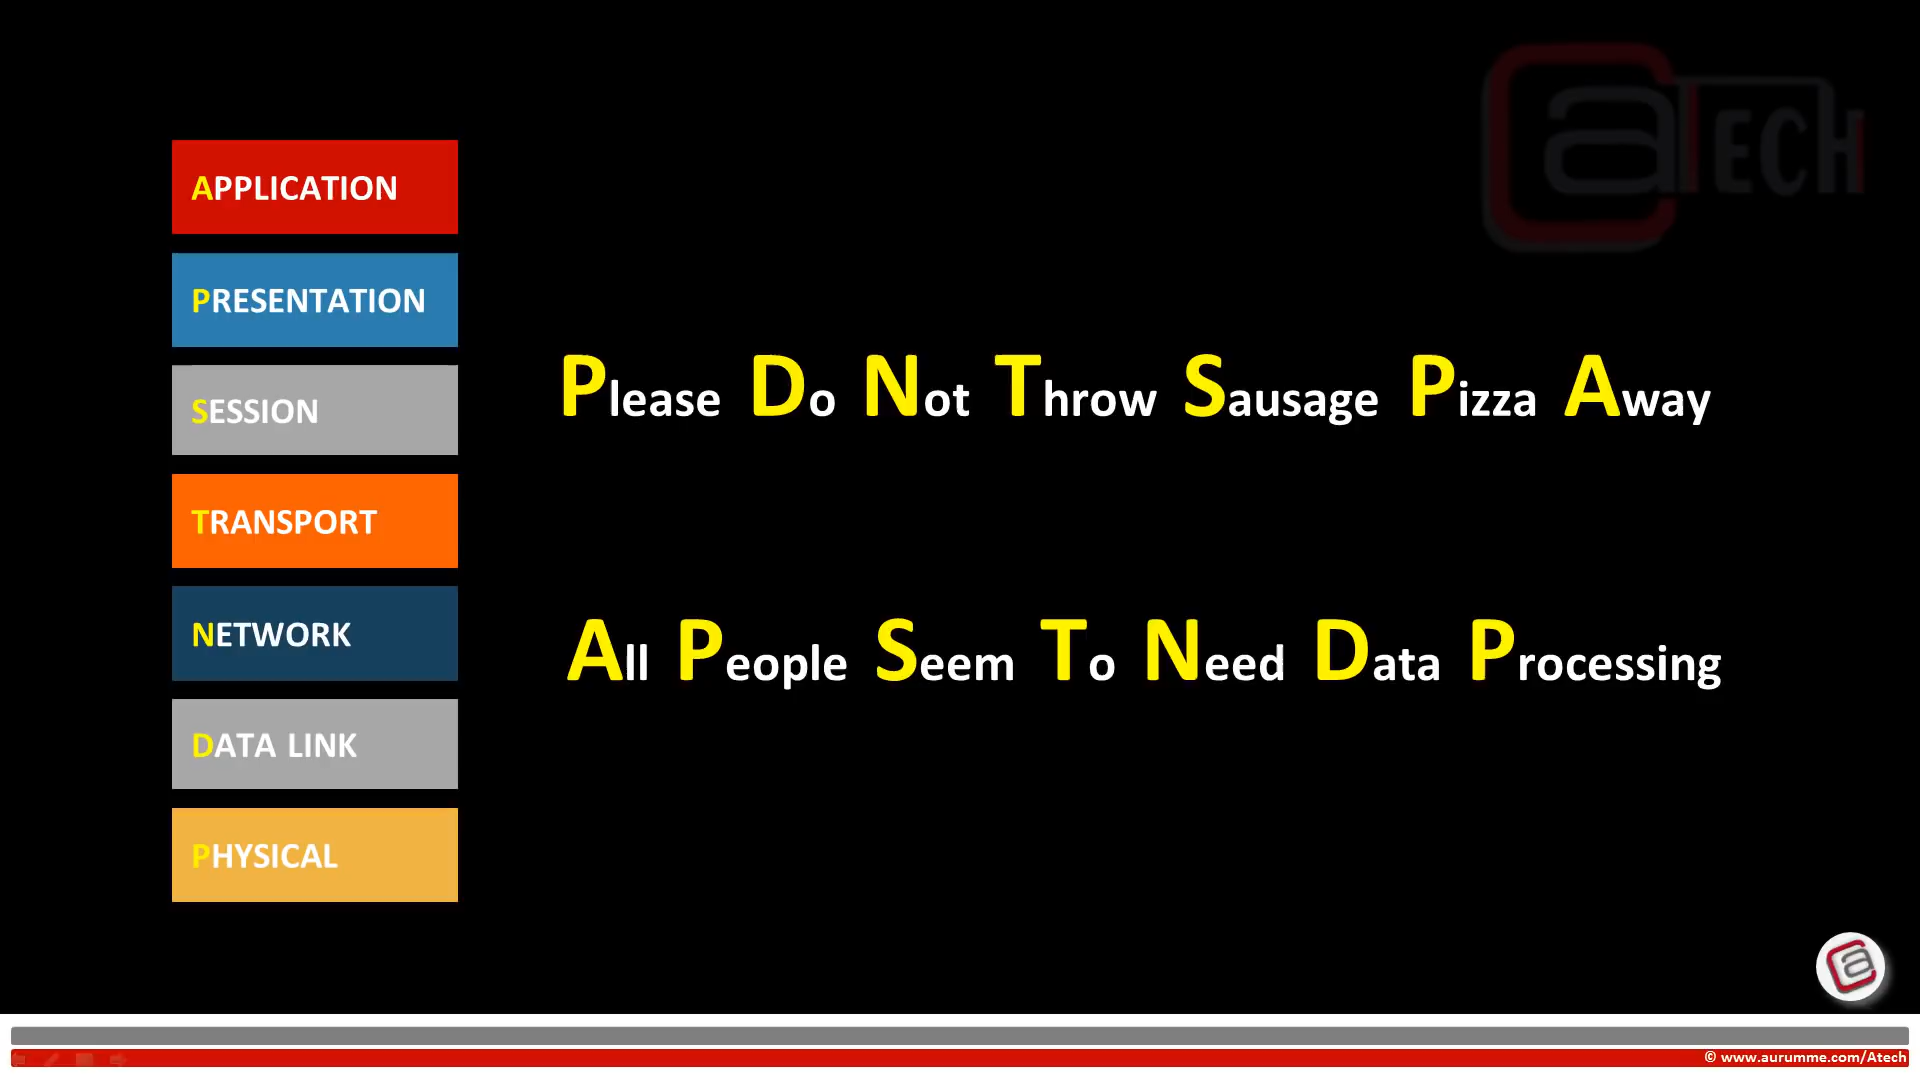 aTECH
APPLICATION
PRESENTATION
SESSION
TRANSPORT
NETWORK
DATA LINK
PHYSICAL
Please Do Not Throw Sausage Pizza Away
All People Seem To Need Data Processing
© www.aurumme.com/Atech